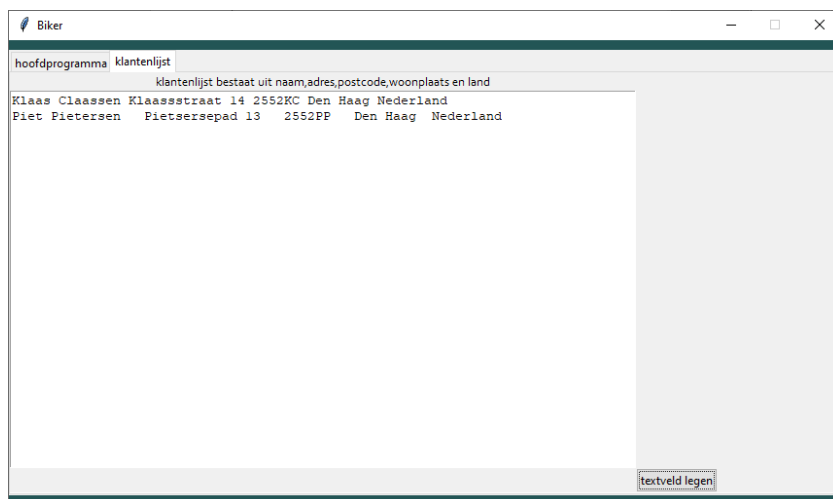 Biker
hoofdprogramma klantenlijst
klantenlijst bestaat uit naam,adres,postcode,woonplaats en land
Klaas Claassen Klaassstraat 14 2552KC Den Haag Nederland
Piet Pietersen   Pietsersepad 13   2552PP   Den Haag  Nederland
textveld legen